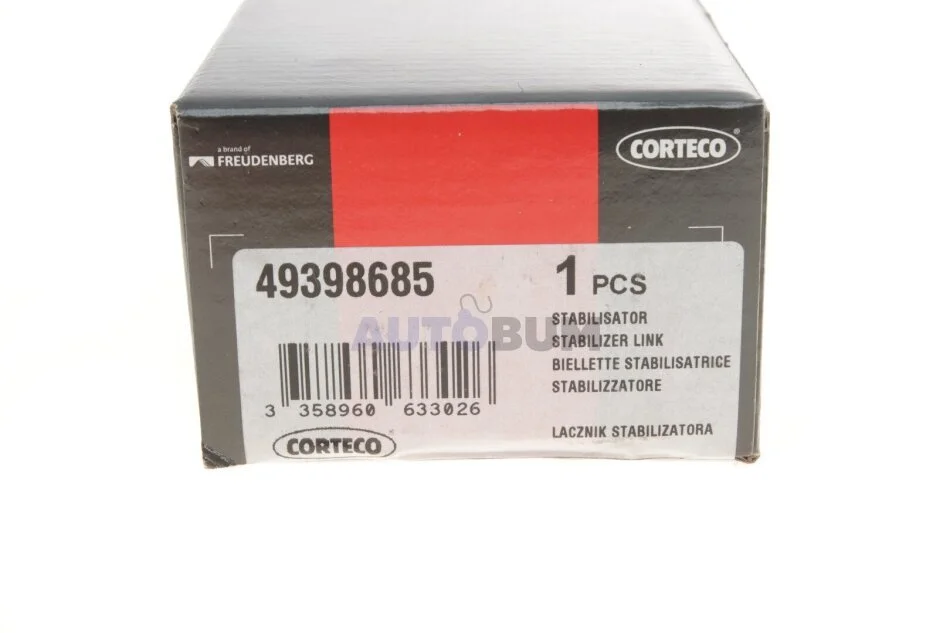 a brand of
FREUDENBERG
CORTECO®
49398685
1 PCS
STABILISATOR
STABILIZER LINK
BIELLETTE STABILISATRICE
STABILIZZATORE
LACZNIK STABILIZATORA
AUTOBUM
3 358960 633026
CORTECO